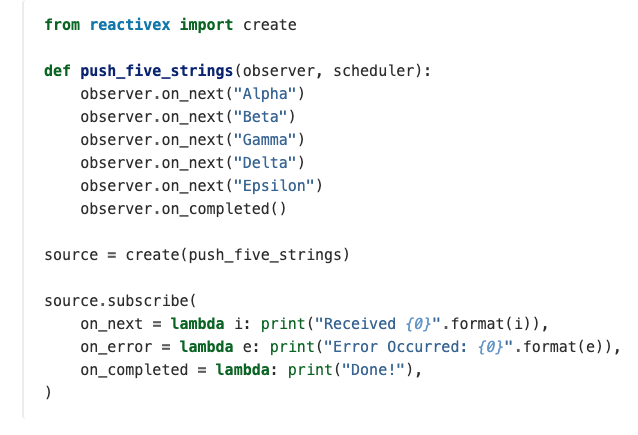 from reactivex import create

def push_five_strings(observer, scheduler):
    observer.on_next("Alpha")
    observer.on_next("Beta")
    observer.on_next("Gamma")
    observer.on_next("Delta")
    observer.on_next("Epsilon")
    observer.on_completed()

source = create(push_five_strings)

source.subscribe(
    on_next = lambda i: print("Received {0}".format(i)),
    on_error = lambda e: print("Error Occurred: {0}".format(e)),
    on_completed = lambda: print("Done!"),
)